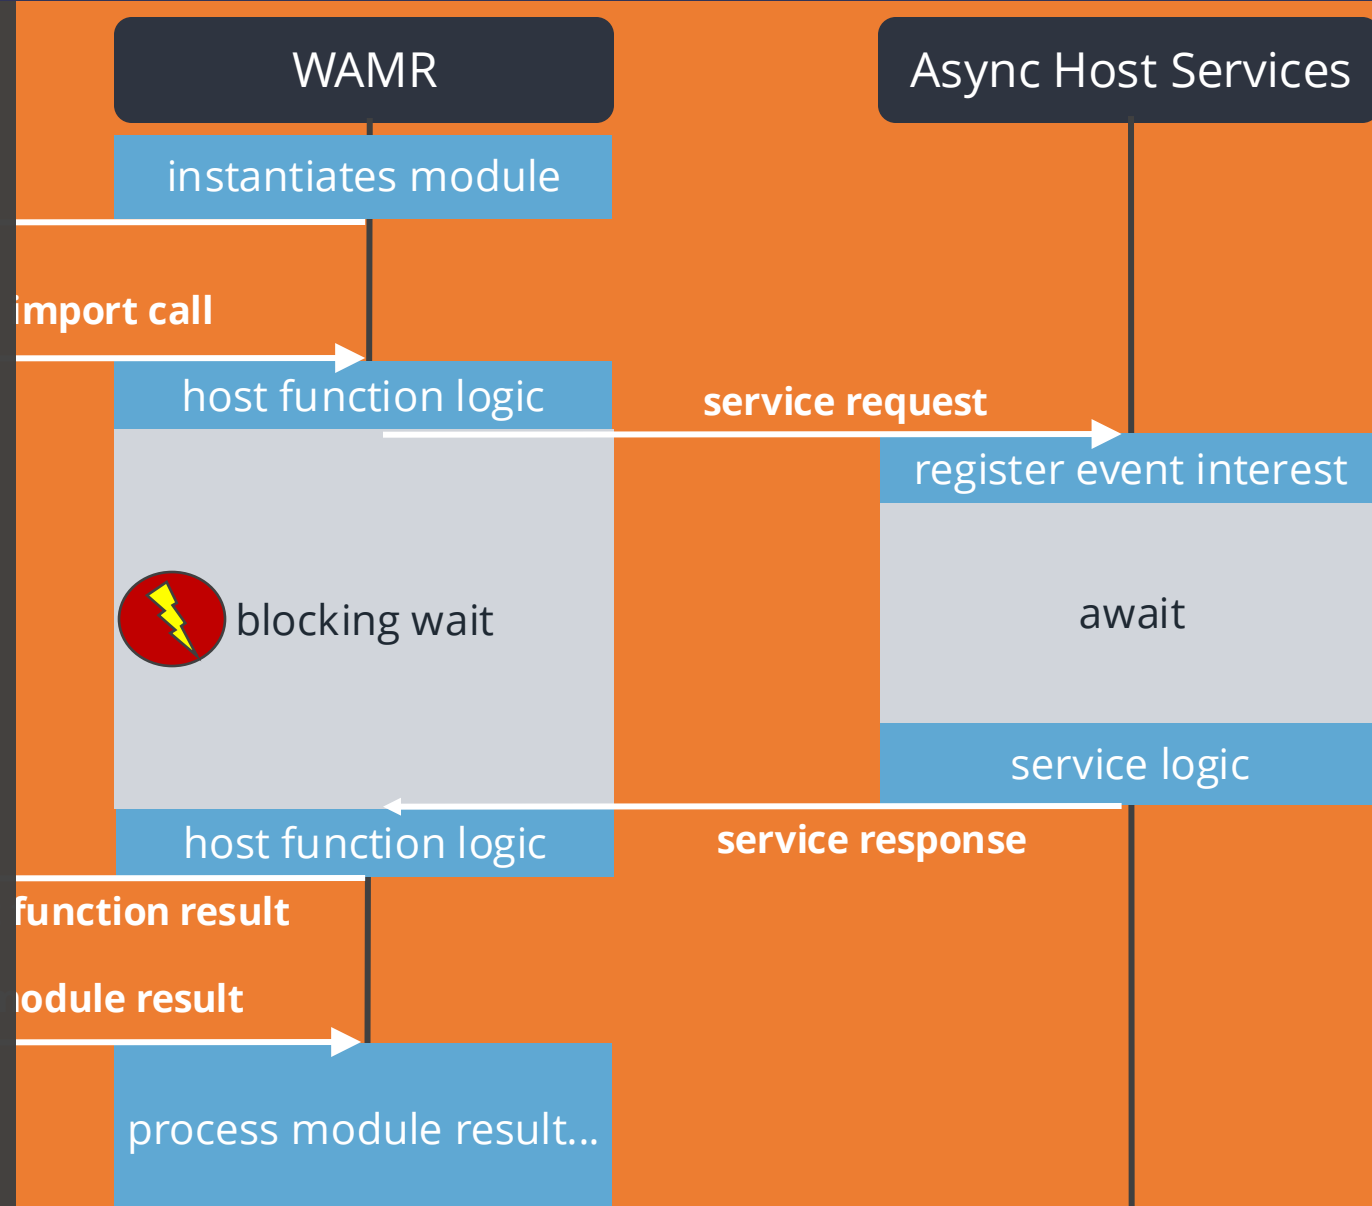 WAMR
Async Host Services
instantiates module
import call
host function logic
service request
register event interest
blocking wait
await
service logic
host function logic
service response
function result
result
process module result...